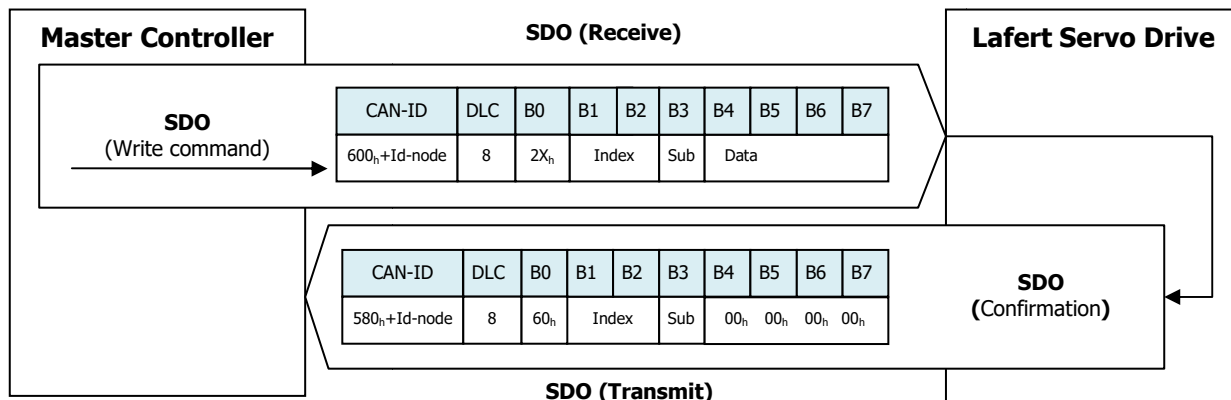 Master Controller
SDO (Receive)
Lafert Servo Drive
SDO
(Write command)
CAN-ID DLC B0 B1 B2 B3 B4 B5 B6 B7
600h+Id-node 8 2Xh Index Sub Data
CAN-ID DLC B0 B1 B2 B3 B4 B5 B6 B7
580h+Id-node 8 60h Index Sub 00h 00h 00h 00h
SDO
(Confirmation)
SDO (Transmit)